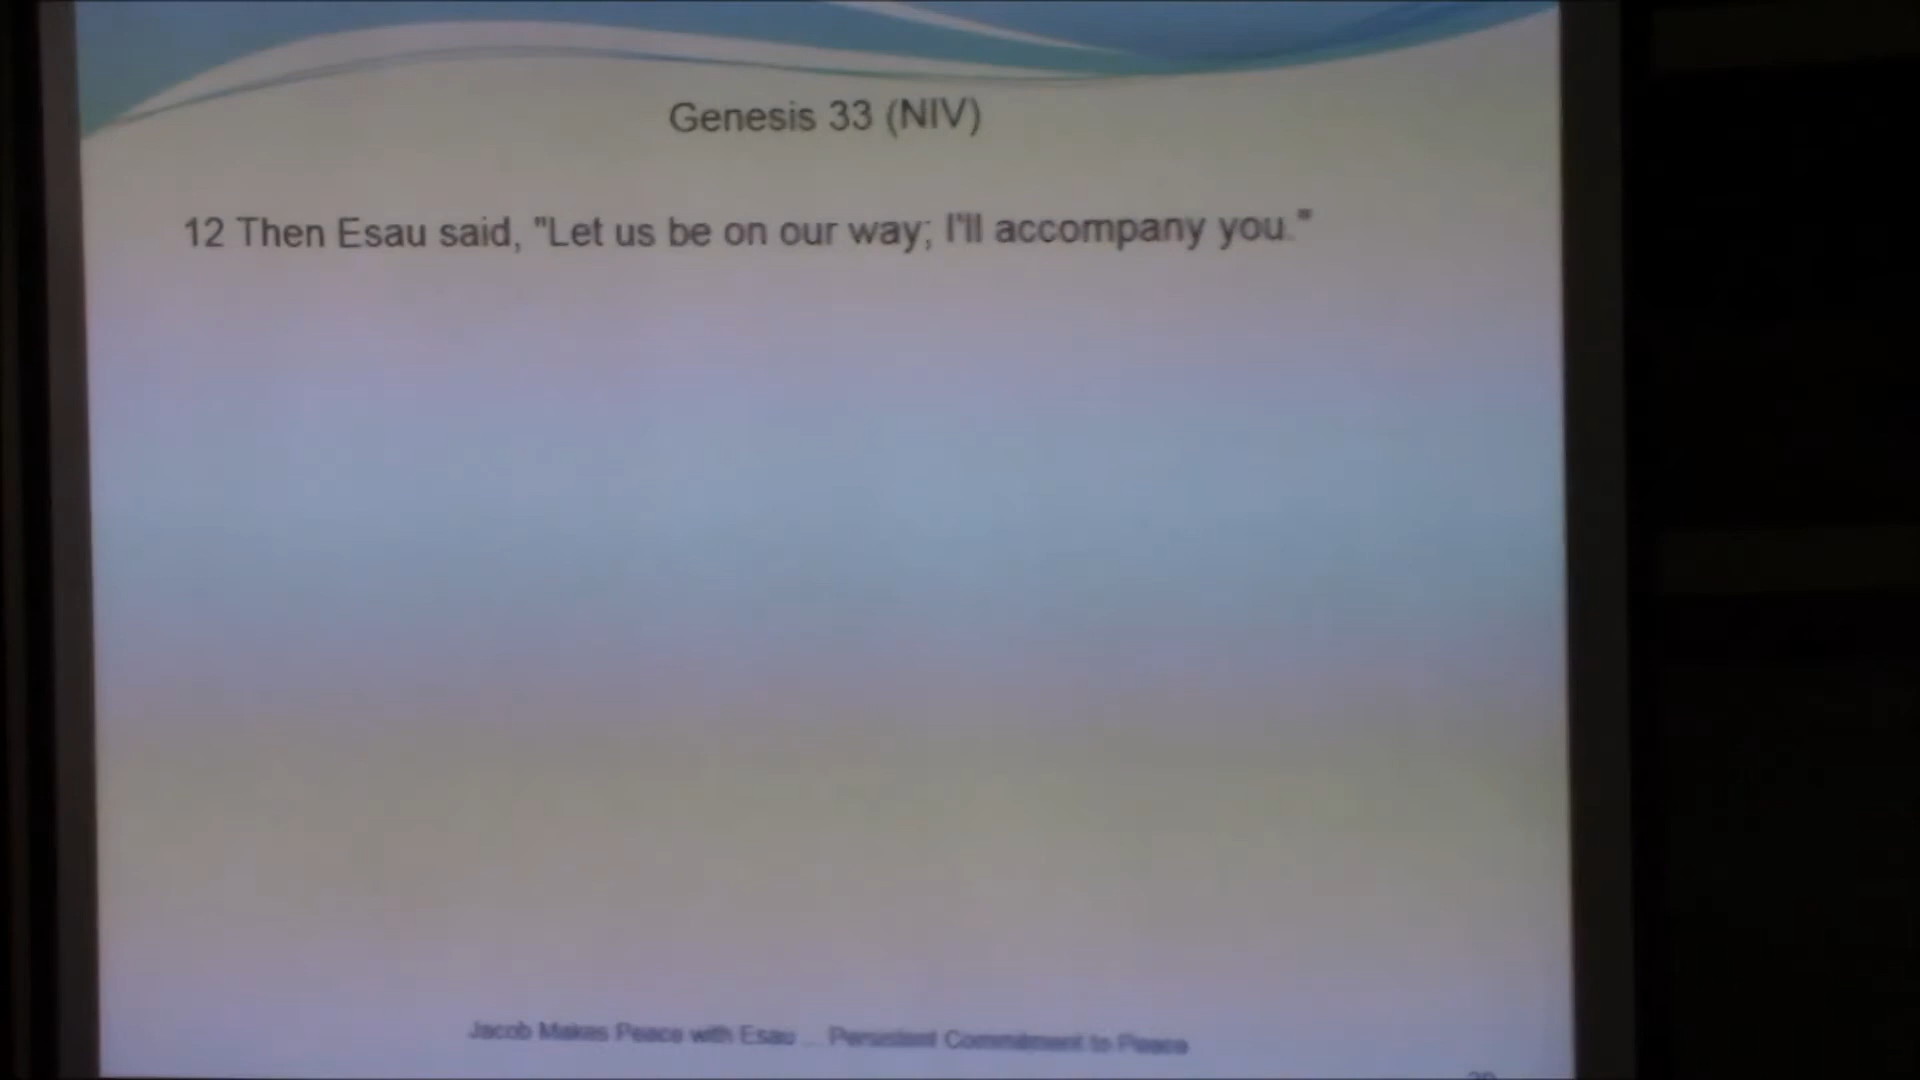 Genesis 33 (NIV)
12 Then Esau said, "Let us be on our way; I'll accompany you."
Jacob Makes Peace with Esau ... Persistent Commitment to Peace